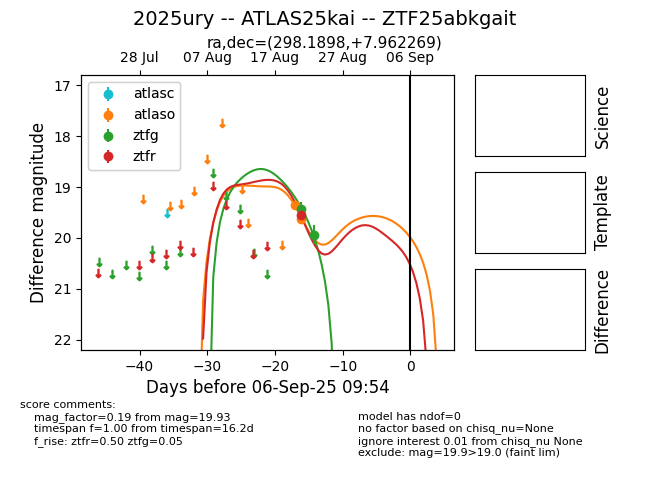 2025ury -- ATLAS25kai -- ZTF25abkgait
ra,dec=(298.1898,+7.962269)
28 Jul 07 Aug 17 Aug 27 Aug 06 Sep
atlasc
atlaso
ztfg
ztfr
17
18
19
20
21
22
Difference magnitude
−40 −30 −20 −10 0
Days before 06-Sep-25 09:54
Science
Template
Difference
score comments:
mag_factor=0.19 from mag=19.93
timespan f=1.00 from timespan=16.2d
f_rise: ztfr=0.50 ztfg=0.05
model has ndof=0
no factor based on chisq_nu=None
ignore interest 0.01 from chisq_nu None
exclude: mag=19.9>19.0 (faint lim)